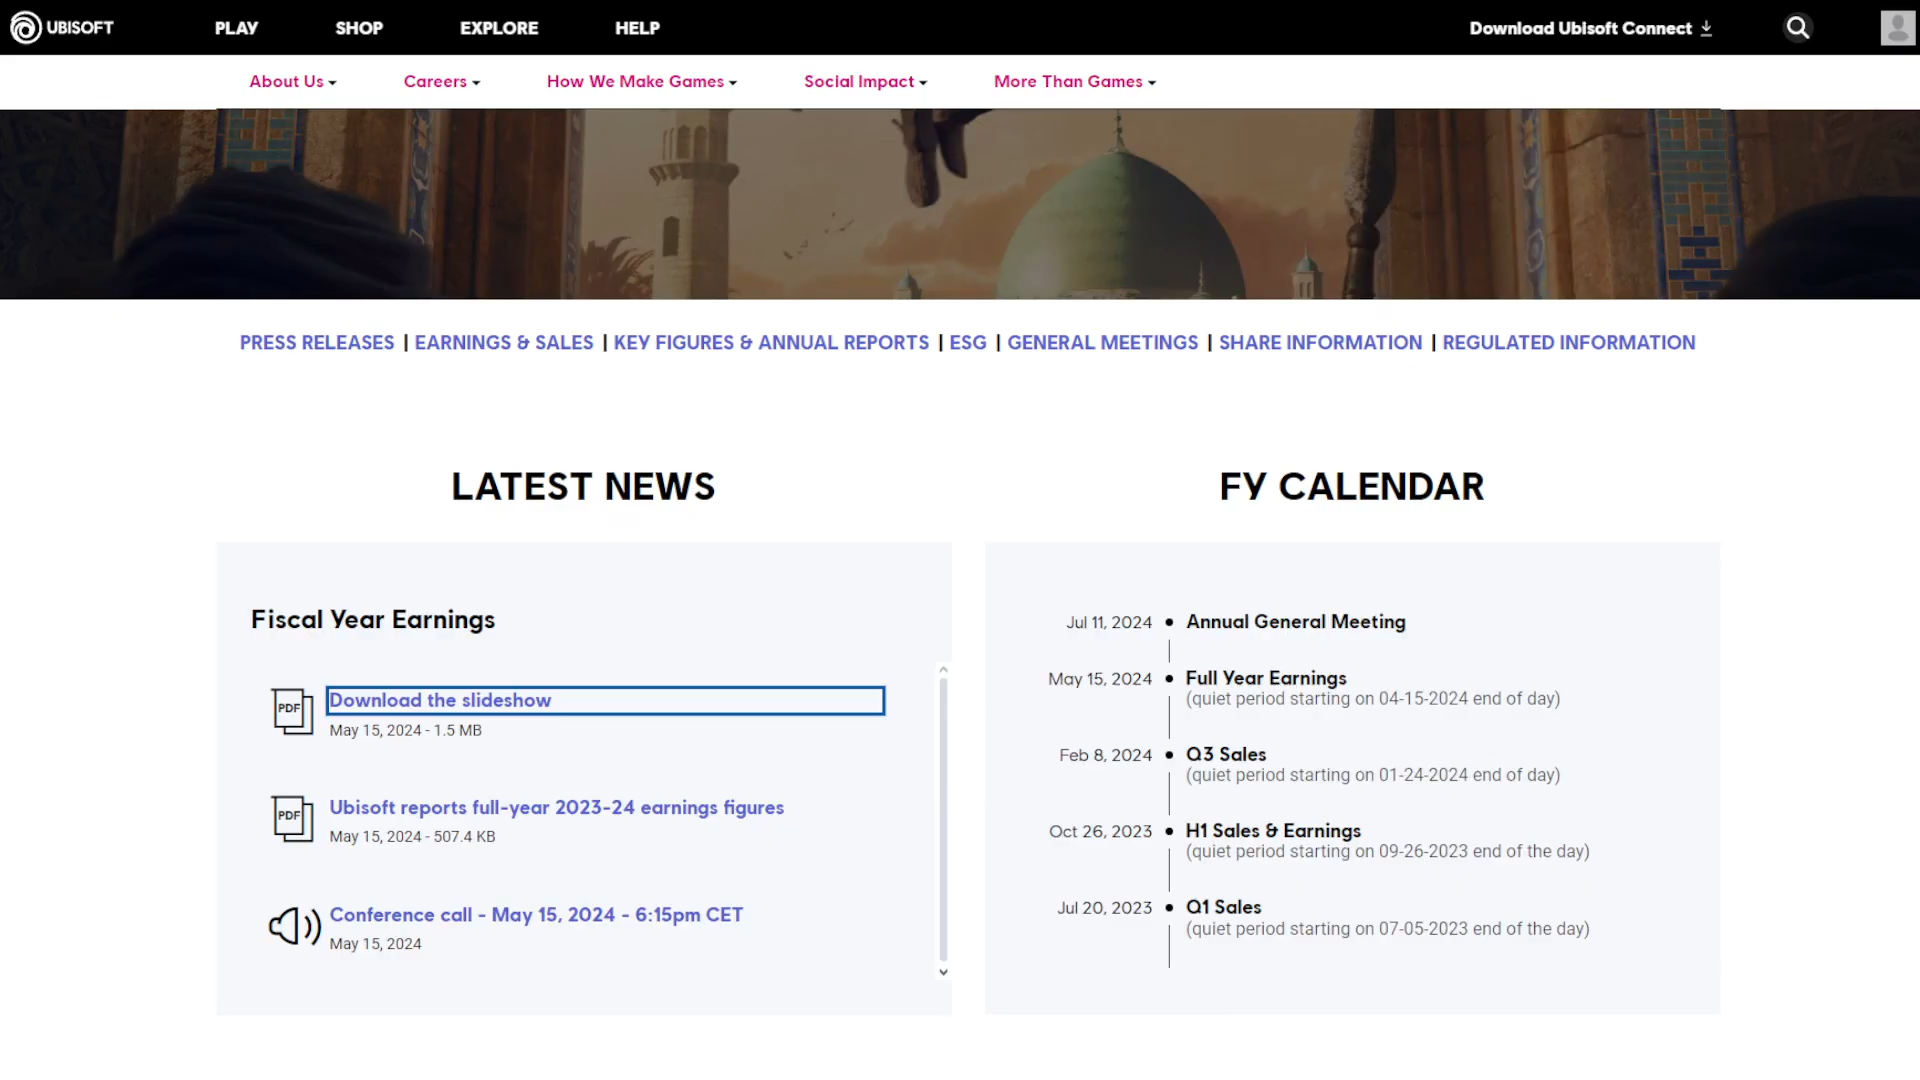 UBISOFT
PLAY
SHOP
EXPLORE
HELP
Download Ubisoft Connect
About Us
Careers
How We Make Games
Social Impact
More Than Games
PRESS RELEASES | EARNINGS & SALES | KEY FIGURES & ANNUAL REPORTS | ESG | GENERAL MEETINGS | SHARE INFORMATION | REGULATED INFORMATION
LATEST NEWS
Fiscal Year Earnings
PDF
Download the slideshow
May 15, 2024 - 1.5 MB
PDF
Ubisoft reports full-year 2023-24 earnings figures
May 15, 2024 - 507.4 KB
Conference call - May 15, 2024 - 6:15pm CET
May 15, 2024
FY CALENDAR
Jul 11, 2024
Annual General Meeting
May 15, 2024
Full Year Earnings
(quiet period starting on 04-15-2024 end of day)
Feb 8, 2024
Q3 Sales
(quiet period starting on 01-24-2024 end of day)
Oct 26, 2023
H1 Sales & Earnings
(quiet period starting on 09-26-2023 end of the day)
Jul 20, 2023
Q1 Sales
(quiet period starting on 07-05-2023 end of the day)